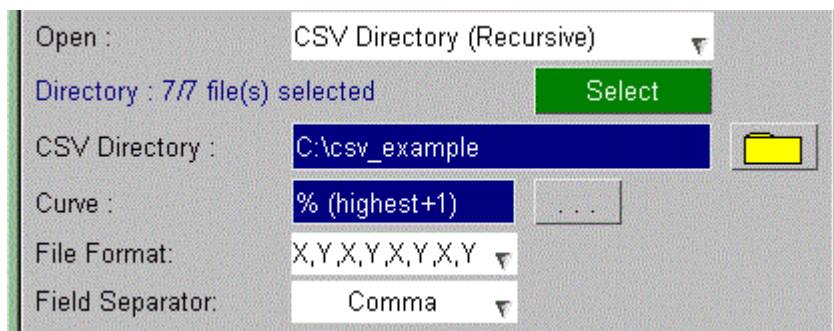 Open : CSV Directory (Recursive)
Directory : 7/7 file(s) selected Select
CSV Directory : C:\csv_example
Curve : % (highest+1) . . .
File Format: X,Y,X,Y,X,Y,X,Y
Field Separator: Comma